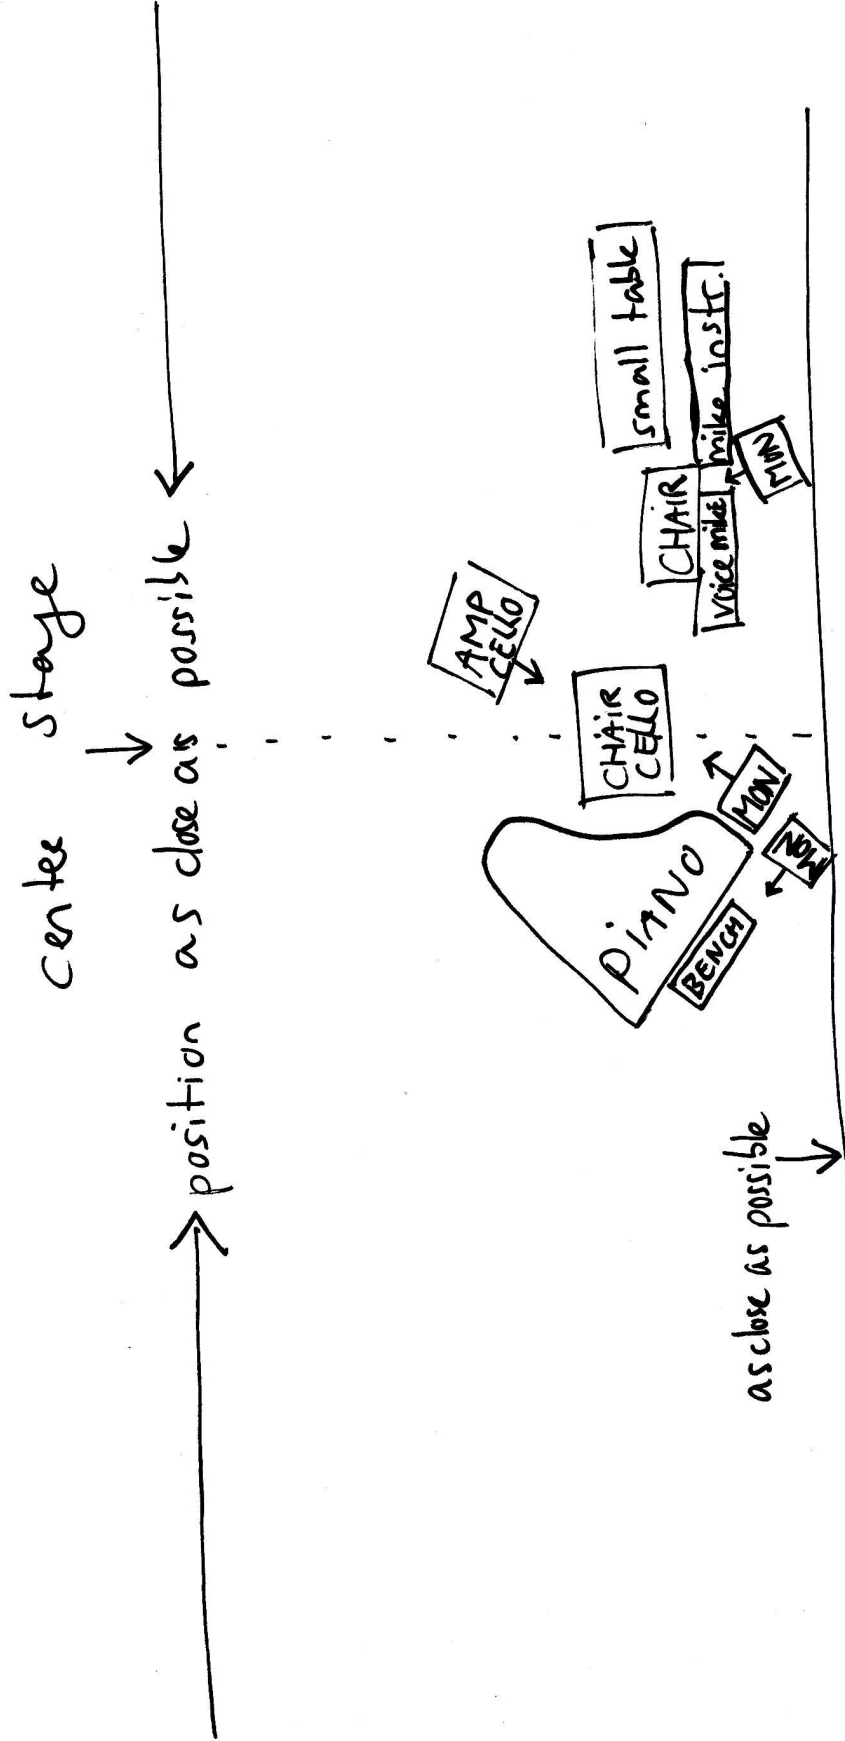 center stage
position as close as possible
AMP
CELLO
CHAIR
CELLO
small table
CHAIR
voice mike
mike instr.
PIANO
BENCH
MON
MON
MON
as close as possible